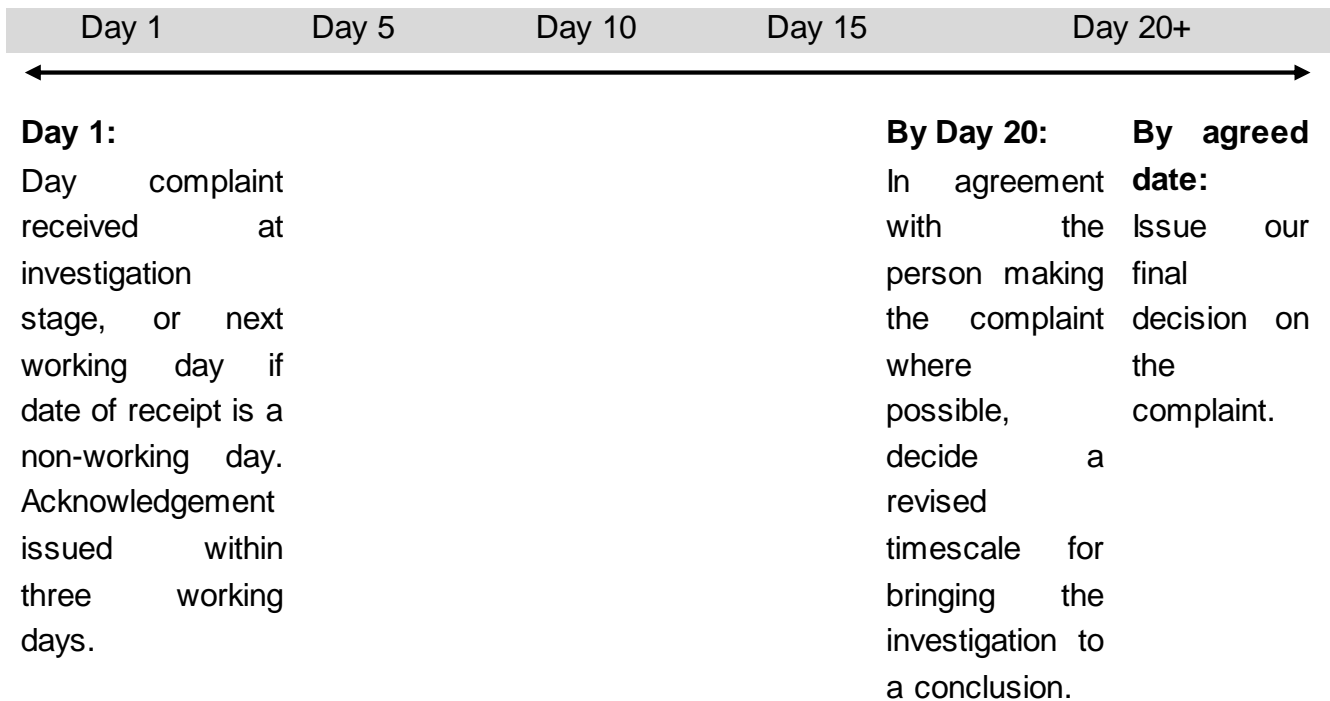 Day 1 Day 5 Day 10 Day 15 Day 20+
Day 1:
Day complaint
received at
investigation
stage, or next
working day if
date of receipt is a
non-working day.
Acknowledgement
issued within
three working
days.
By Day 20:
In agreement
with the
person making
the complaint
where
possible,
decide a
revised
timescale for
bringing the
investigation to
a conclusion.
By agreed
date:
Issue our
final
decision on
the
complaint.